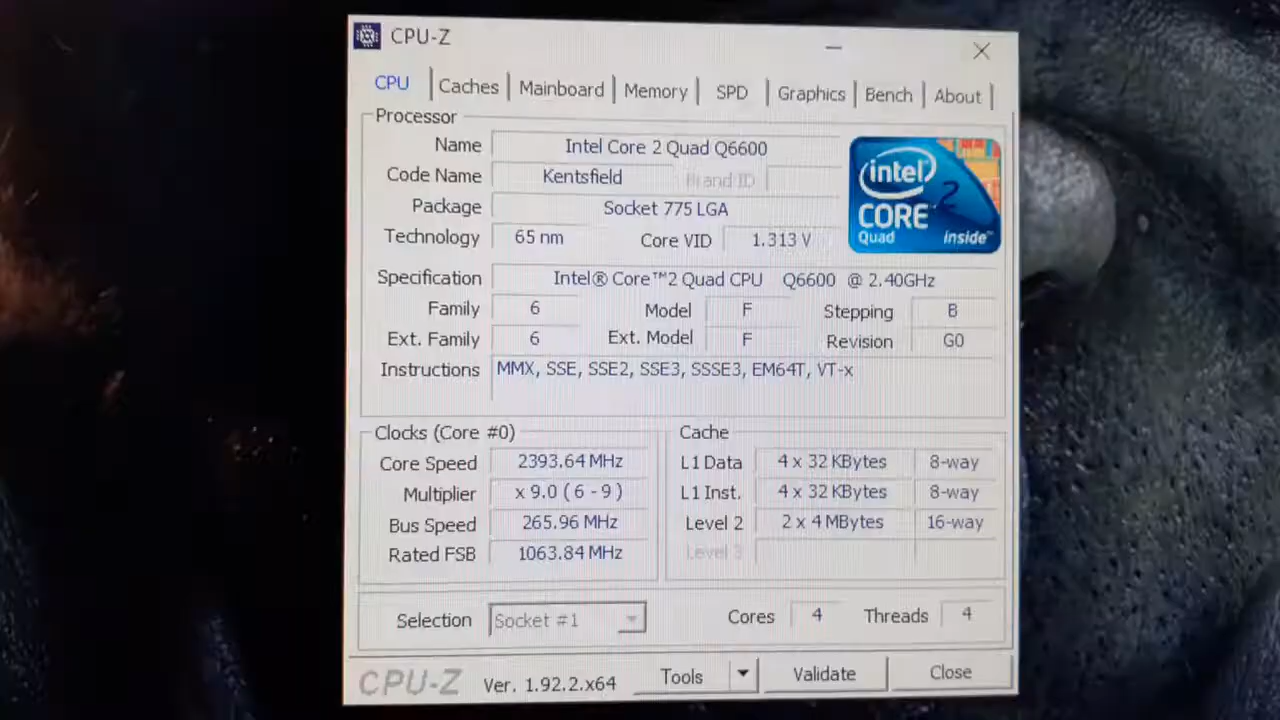 CPU-Z
CPU Caches Mainboard Memory SPD Graphics Bench About
Processor
Name Intel Core 2 Quad Q6600
Code Name Kentsfield Brand ID
Package Socket 775 LGA
Technology 65 nm Core VID 1.313 V
intel
CORE 2
Quad inside™
Specification Intel® Core™2 Quad CPU Q6600 @ 2.40GHz
Family 6 Model F Stepping B
Ext. Family 6 Ext. Model F Revision G0
Instructions MMX, SSE, SSE2, SSE3, SSSE3, EM64T, VT-x
Clocks (Core #0)
Core Speed 2393.64 MHz
Multiplier x 9.0 ( 6 - 9 )
Bus Speed 265.96 MHz
Rated FSB 1063.84 MHz
Cache
L1 Data 4 x 32 KBytes 8-way
L1 Inst. 4 x 32 KBytes 8-way
Level 2 2 x 4 MBytes 16-way
Level 3
Selection Socket #1 Cores 4 Threads 4
CPU-Z Ver. 1.92.2.x64 Tools Validate Close